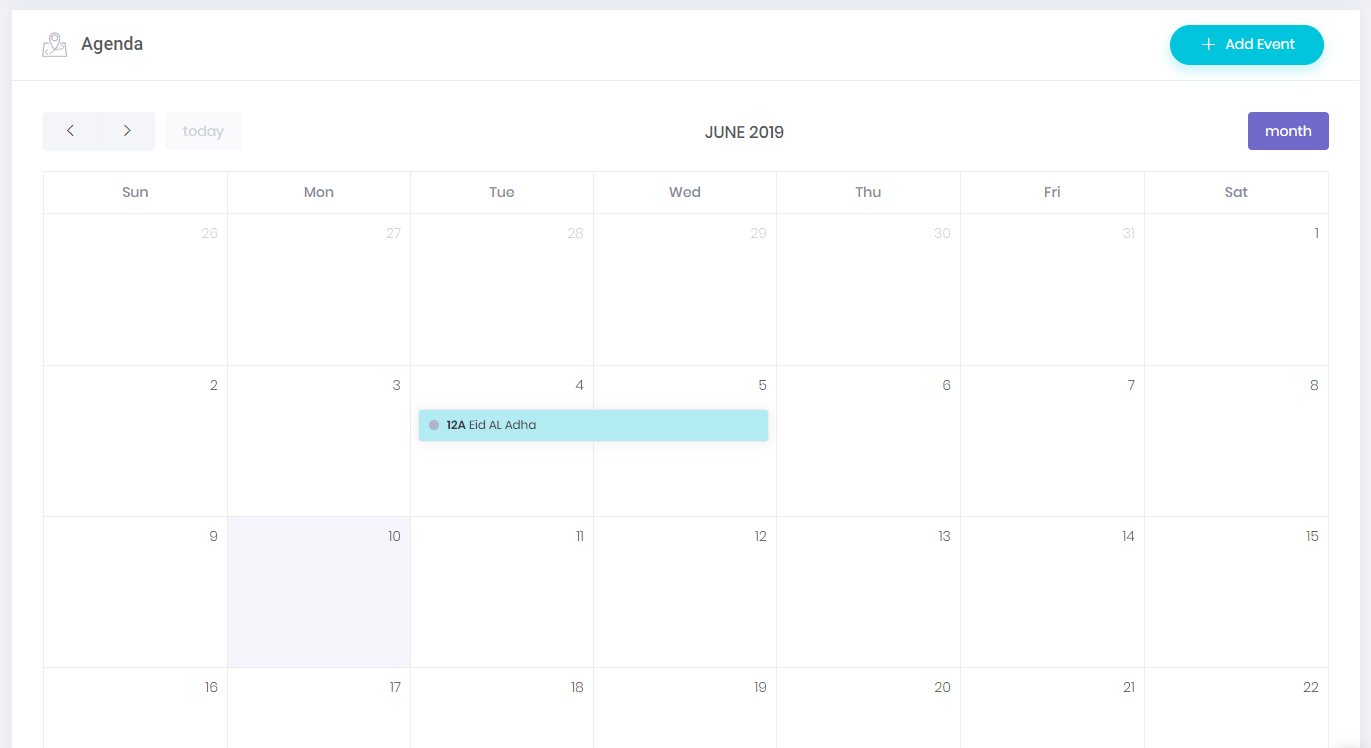 Agenda
+ Add Event
today
JUNE 2019
month
Sun Mon Tue Wed Thu Fri Sat
26 27 28 29 30 31 1
2 3 4 5 6 7 8
12A Eid AL Adha
9 10 11 12 13 14 15
16 17 18 19 20 21 22